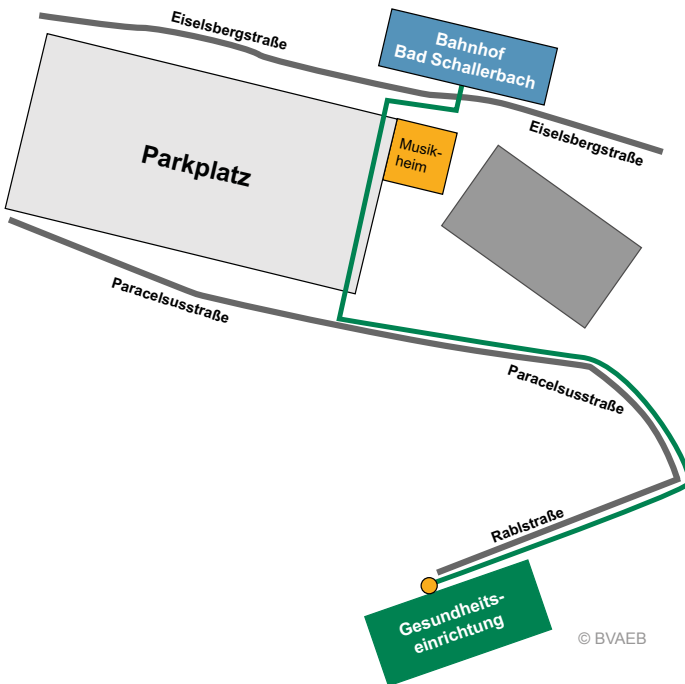 Eiselsbergstraße
Bahnhof
Bad Schallerbach
Eiselsbergstraße
Musik-
heim
Parkplatz
Paracelsusstraße
Paracelsusstraße
Rablstraße
Gesundheits-
einrichtung
© BVAEB